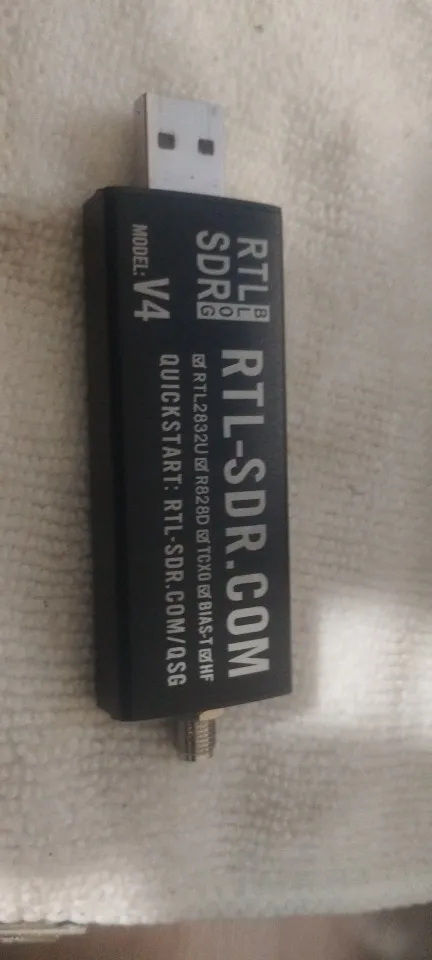 RTL
SDR
BLOG
MODEL: V4
RTL-SDR.COM
☑ RTL2832U ☑ R828D ☑ TCXO ☑ BIAS-T ☑ HF
QUICKSTART: RTL-SDR.COM/QSG